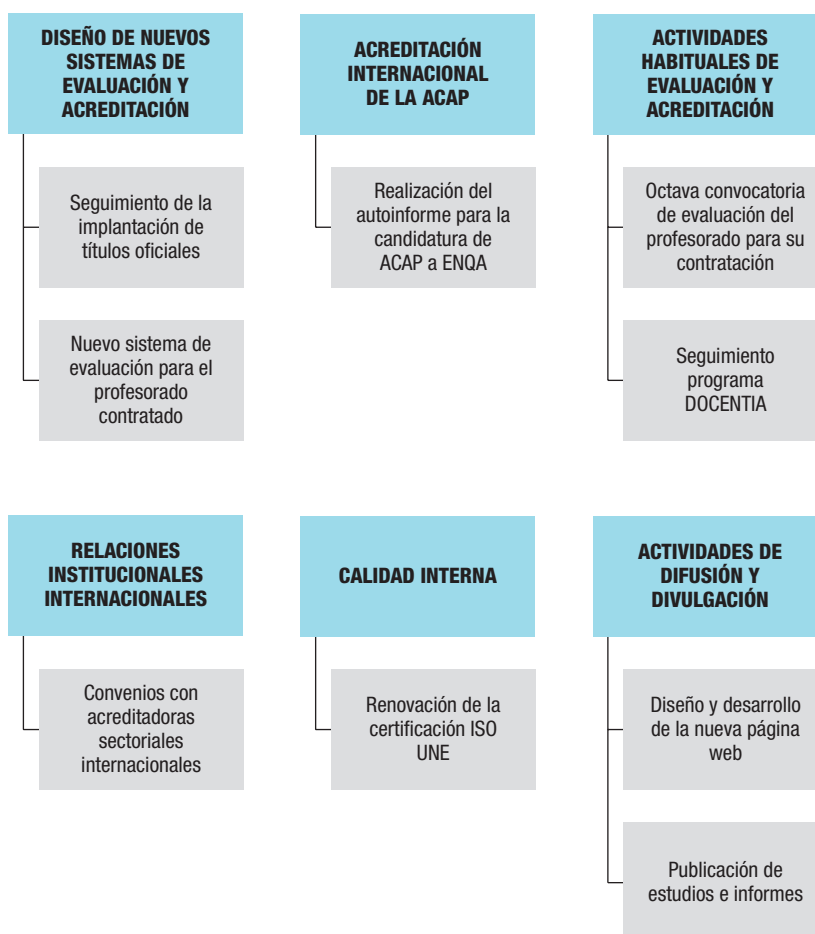 DISEÑO DE NUEVOS
SISTEMAS DE
EVALUACIÓN Y
ACREDITACIÓN
Seguimiento de la
implantación de
títulos oficiales
Nuevo sistema de
evaluación para el
profesorado
contratado
ACREDITACIÓN
INTERNACIONAL
DE LA ACAP
Realización del
autoinforme para la
candidatura de
ACAP a ENQA
ACTIVIDADES
HABITUALES DE
EVALUACIÓN Y
ACREDITACIÓN
Octava convocatoria
de evaluación del
profesorado para su
contratación
Seguimiento
programa
DOCENTIA
RELACIONES
INSTITUCIONALES
INTERNACIONALES
Convenios con
acreditadoras
sectoriales
internacionales
CALIDAD INTERNA
Renovación de la
certificación ISO
UNE
ACTIVIDADES DE
DIFUSIÓN Y
DIVULGACIÓN
Diseño y desarrollo
de la nueva página
web
Publicación de
estudios e informes